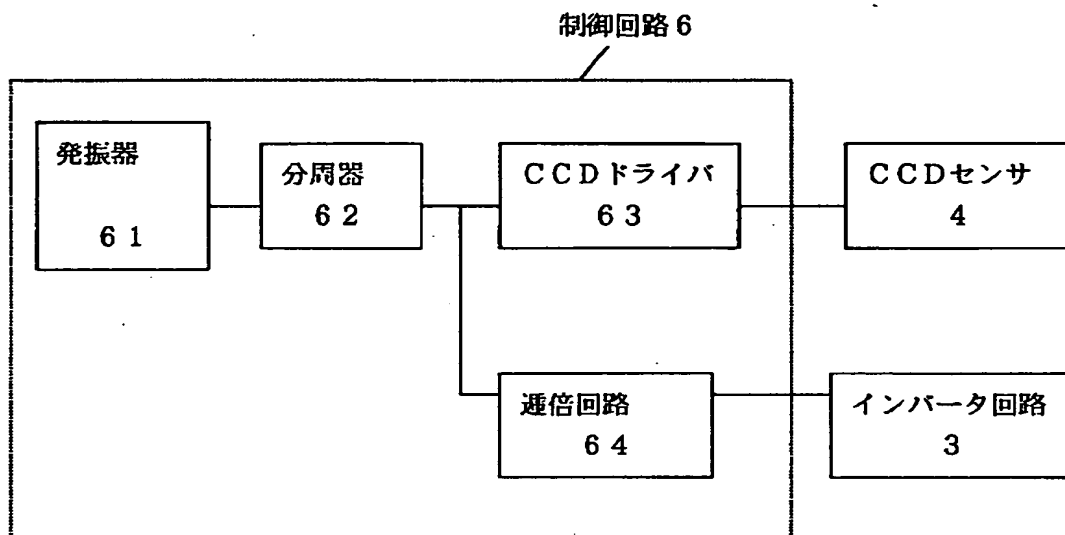 制御回路6
発振器
61
分周器
62
CCDドライバ
63
CCDセンサ
4
逓倍回路
64
インバータ回路
3